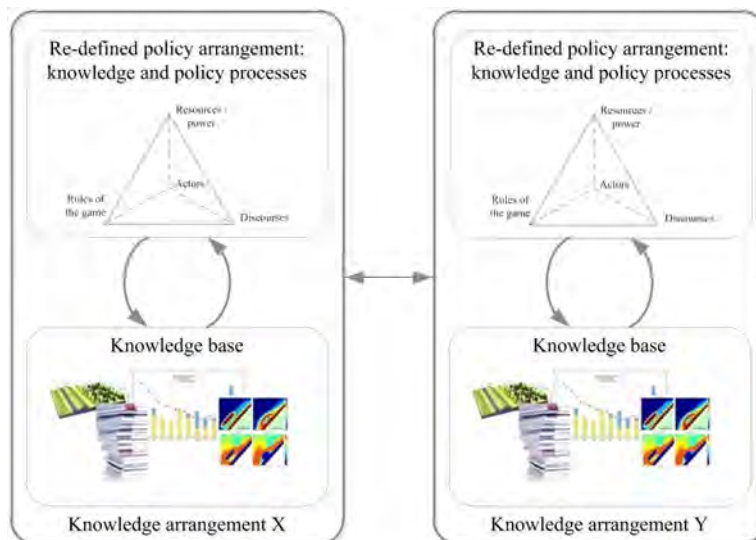 Re-defined policy arrangement:
knowledge and policy processes
Resources /
power
Actors
Rules of
the game
Discourses
Knowledge base
Knowledge arrangement X
Re-defined policy arrangement:
knowledge and policy processes
Resources /
power
Actors
Rules of
the game
Discourses
Knowledge base
Knowledge arrangement Y